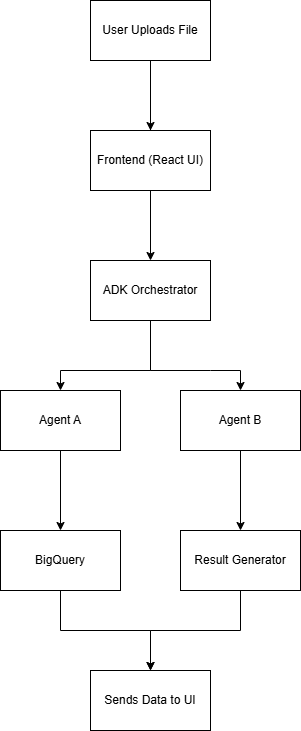 User Uploads File
Frontend (React UI)
ADK Orchestrator
Agent A
Agent B
BigQuery
Result Generator
Sends Data to UI